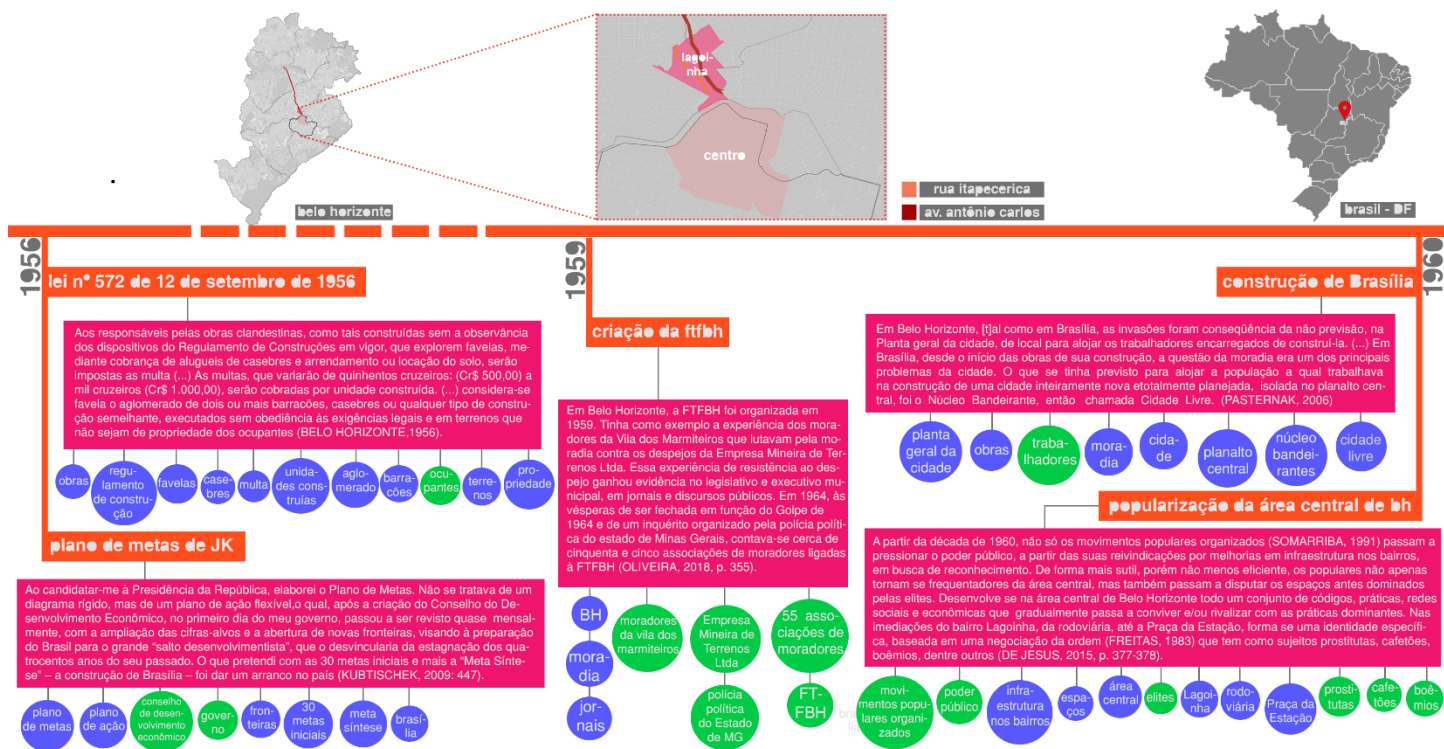 lagoi-
nha
centro
rua itapecerica
av. antônio carlos
belo horizonte
brasil - DF
1956
lei n° 572 de 12 de setembro de 1956
Aos responsáveis pelas obras clandestinas, como tais construídas sem a observância
dos dispositivos do Regulamento de Construções em vigor, que explorem favelas, me-
diante cobrança de alugueis de casebres e arrendamento ou locação do solo, serão
impostas as multa (...) As multas, que variarão de quinhentos cruzeiros: (Cr$ 500,00) a
mil cruzeiros (Cr$ 1.000,00), serão cobradas por unidade construída. (...) considera-se
favela o aglomerado de dois ou mais barracões, casebres ou qualquer tipo de constru-
ção semelhante, executados sem obediência às exigências legais e em terrenos que
não sejam de propriedade dos ocupantes (BELO HORIZONTE,1956).
obras
regu-
lamento
de constru-
ção
favelas
case-
bres
multa
unida-
des constr-
uías
aglo-
merado
barra-
cões
ocu-
pantes
terre-
nos
pro-
priedade
plano de metas de JK
Ao candidatar-me à Presidência da República, elaborei o Plano de Metas. Não se tratava de um
diagrama rígido, mas de um plano de ação flexível,o qual, após a criação do Conselho do De-
senvolvimento Econômico, no primeiro dia do meu governo, passou a ser revisto quase mensal-
mente, com a ampliação das cifras-alvos e a abertura de novas fronteiras, visando à preparação
do Brasil para o grande “salto desenvolvimentista”, que o desvincularia da estagnação dos qua-
trocentos anos do seu passado. O que pretendi com as 30 metas iniciais e mais a “Meta Sínte-
se” – a construção de Brasília – foi dar um arranco no país (KUBTISCHEK, 2009: 447).
plano
de metas
plano
de ação
conselho
de desen-
volvimento
econômico
gover-
no
fron-
teiras
30
metas
iniciais
meta
síntese
brasí-
lia
1959
criação da ftfbh
Em Belo Horizonte, a FTFBH foi organizada em
1959. Tinha como exemplo a experiência dos mora-
dores da Vila dos Marmiteiros que lutavam pela mo-
radia contra os despejos da Empresa Mineira de Ter-
renos Ltda. Essa experiência de resistência ao des-
pejo ganhou evidência no legislativo e executivo mu-
nicipal, em jornais e discursos públicos. Em 1964, às
vésperas de ser fechada em função do Golpe de
1964 e de um inquérito organizado pela polícia políti-
ca do estado de Minas Gerais, contava-se cerca de
cinquenta e cinco associações de moradores ligadas
à FTFBH (OLIVEIRA, 2018, p. 355).
BH
mora-
dia
jor-
nais
moradores
da vila dos
marmiteiros
Empresa
Mineira de
Terrenos
Ltda
polícia
política
do Estado
de MG
55 asso-
ciações de
moradores
FT-
FBH
1960
construção de Brasília
Em Belo Horizonte, [t]al como em Brasília, as invasões foram conseqüência da não previsão, na
Planta geral da cidade, de local para alojar os trabalhadores encarregados de construí-la. (...) Em
Brasília, desde o início das obras de sua construção, a questão da moradia era um dos principais
problemas da cidade. O que se tinha previsto para alojar a população a qual trabalhava
na construção de uma cidade inteiramente nova etotalmente planejada, isolada no planalto cen-
tral, foi o Núcleo Bandeirante, então chamada Cidade Livre. (PASTERNAK, 2006)
planta
geral da
cidade
obras
traba-
lhadores
mora-
dia
cida-
de
planalto
central
núcleo
bandei-
rantes
cidade
livre
popularização da área central de bh
A partir da década de 1960, não só os movimentos populares organizados (SOMARRIBA, 1991) passam a
pressionar o poder público, a partir das suas reivindicações por melhorias em infraestrutura nos bairros,
em busca de reconhecimento. De forma mais sutil, porém não menos eficiente, os populares não apenas
tornam se frequentadores da área central, mas também passam a disputar os espaços antes dominados
pelas elites. Desenvolve se na área central de Belo Horizonte todo um conjunto de códigos, práticas, redes
sociais e econômicas que gradualmente passa a conviver e/ou rivalizar com as práticas dominantes. Nas
imediações do bairro Lagoinha, da rodoviária, até a Praça da Estação, forma se uma identidade específi-
ca, baseada em uma negociação da ordem (FREITAS, 1983) que tem como sujeitos prostitutas, cafetões,
boêmios, dentre outros (DE JESUS, 2015, p. 377-378).
movi-
mentos popu-
lares organi-
zados
poder
público
infra-
estrutura
nos bairros
espa-
ços
área
central
elites
Lagoi-
nha
rodo-
viária
Praça da
Estação
prosti-
tutas
cafe-
tões
boê-
mios